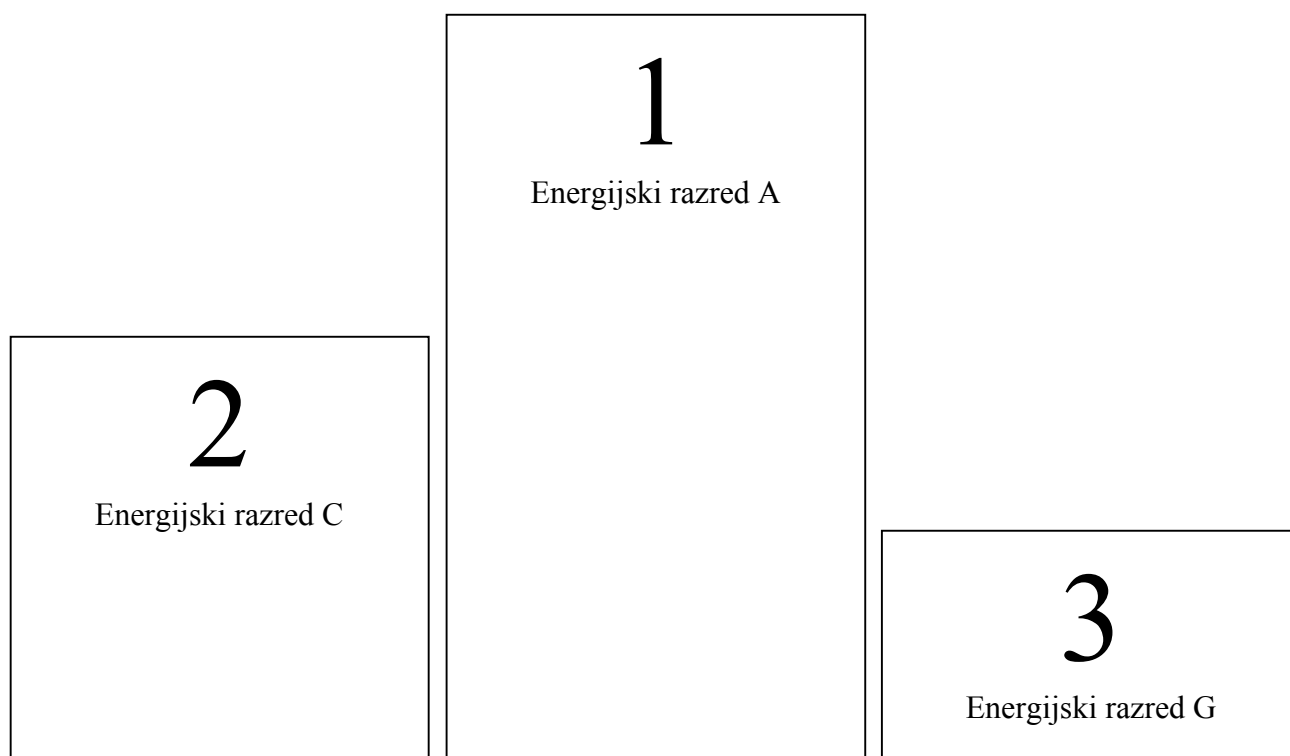 1
Energijski razred A
2
Energijski razred C
3
Energijski razred G